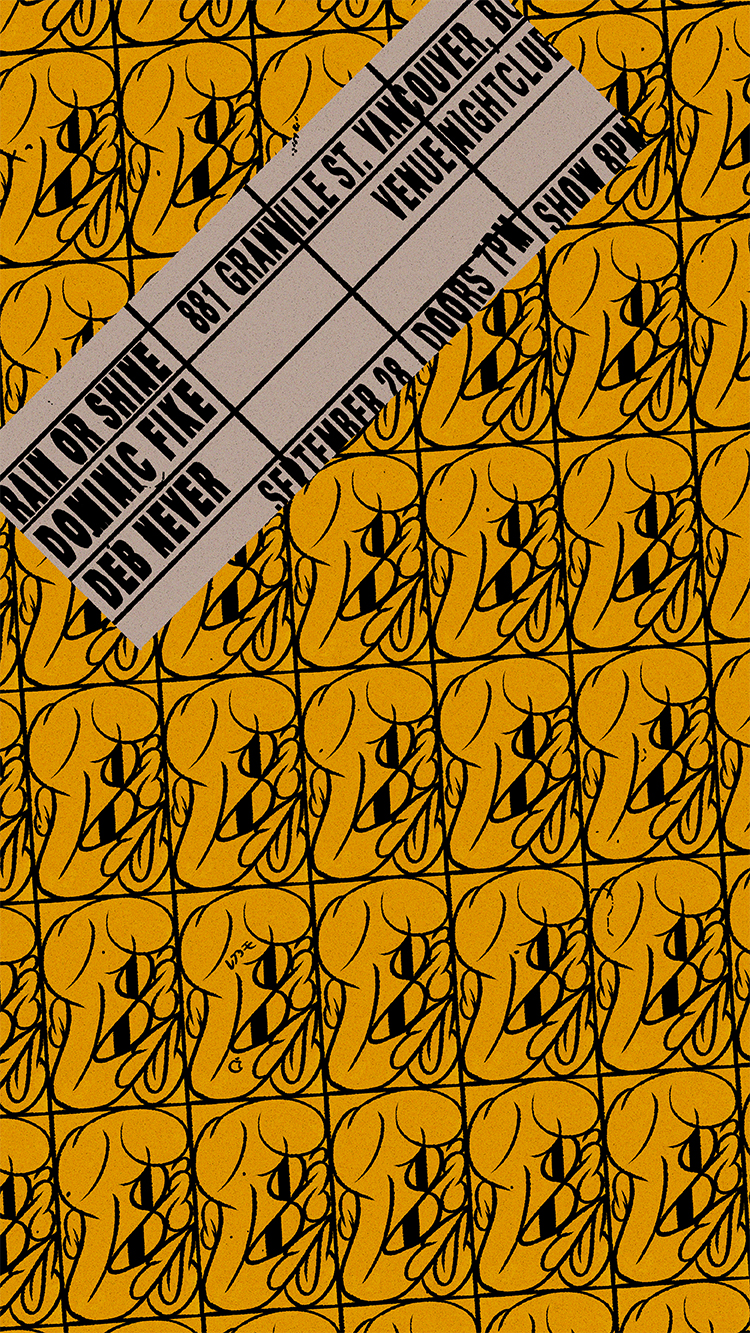 881 GRANVILLE ST. VANCOUVER,
VENUE NIGHTCLUB
RAIN OR SHINE
DOMINIC FIKE
DEB NEVER
SEPTEMBER 28 | DOORS 7PM | SHOW 8PM